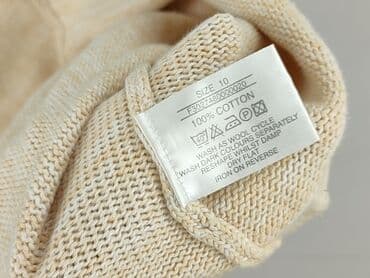 SIZE 10
100% COTTON
WASH AS WOOL CYCLE
WASH DARK COLOURS SEPARATELY
RESHAPE WHILST DAMP
DRY FLAT
IRON ON REVERSE